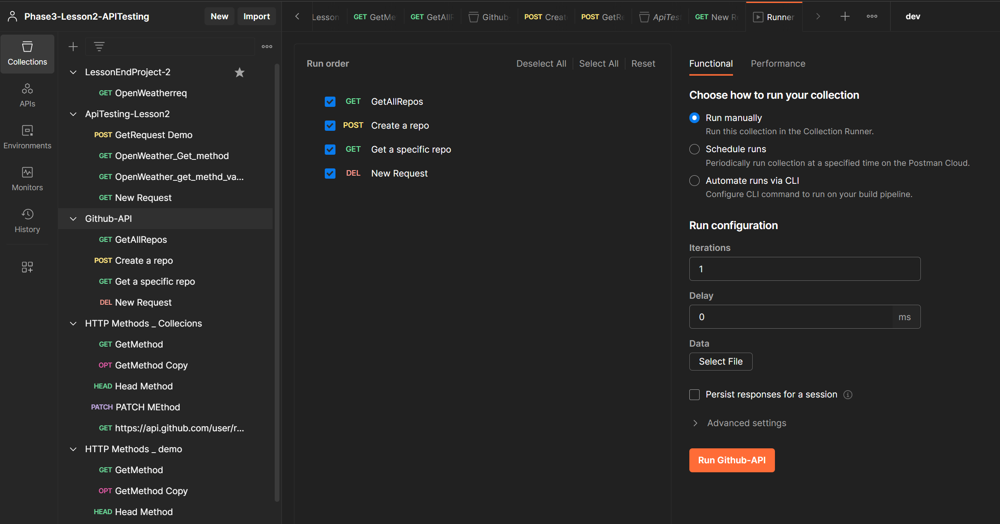 Phase3-Lesson2-APITesting
New
Import
Lesson
GET GetMe
GET GetAllR
Github-
POST Creat
POST GetRe
ApiTest
GET New R
Runner
dev
Collections
APIs
Environments
Monitors
History
LessonEndProject-2
GET OpenWeatherreq
ApiTesting-Lesson2
POST GetRequest Demo
GET OpenWeather_Get_method
GET OpenWeather_get_methd_va...
GET New Request
Github-API
GET GetAllRepos
POST Create a repo
GET Get a specific repo
DEL New Request
HTTP Methods _ Collecions
GET GetMethod
OPT GetMethod Copy
HEAD Head Method
PATCH PATCH MEthod
GET https://api.github.com/user/r...
HTTP Methods _ demo
GET GetMethod
OPT GetMethod Copy
HEAD Head Method
Run order
Deselect All
Select All
Reset
GET GetAllRepos
POST Create a repo
GET Get a specific repo
DEL New Request
Functional
Performance
Choose how to run your collection
Run manually
Run this collection in the Collection Runner.
Schedule runs
Periodically run collection at a specified time on the Postman Cloud.
Automate runs via CLI
Configure CLI command to run on your build pipeline.
Run configuration
Iterations
1
Delay
0
ms
Data
Select File
Persist responses for a session
Advanced settings
Run Github-API